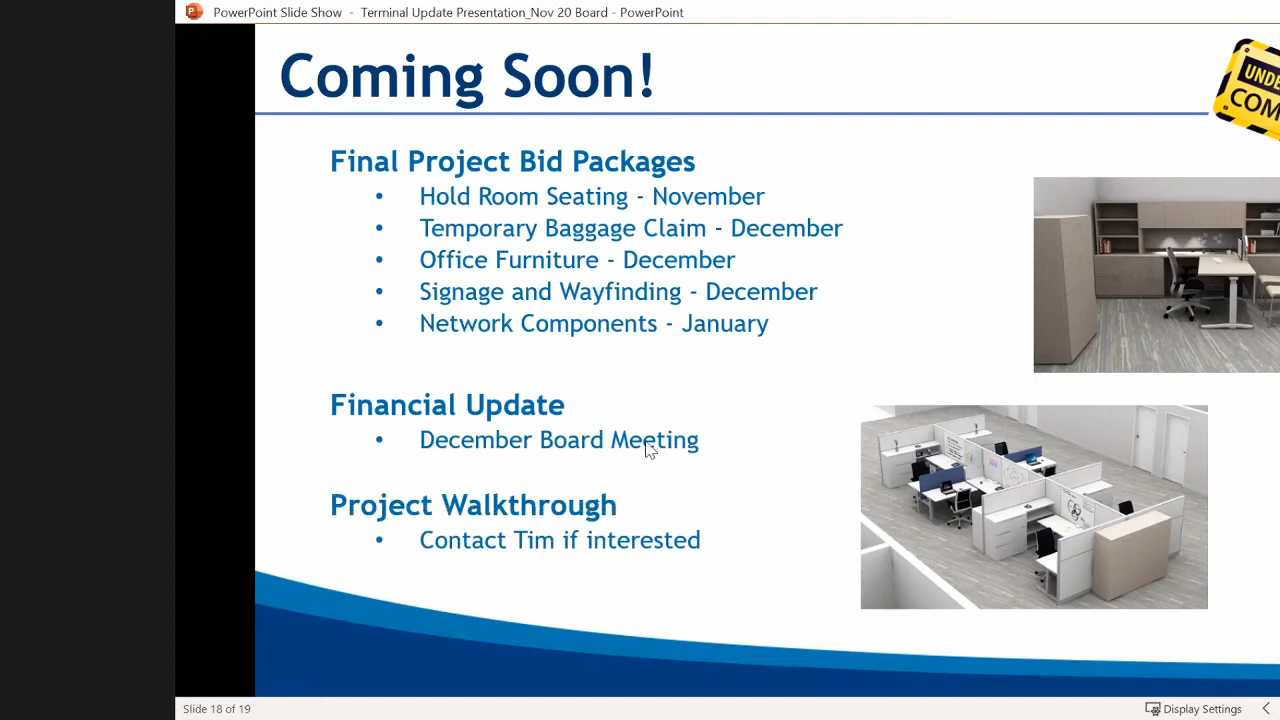 PowerPoint Slide Show - Terminal Update Presentation_Nov 20 Board - PowerPoint
Coming Soon!
Final Project Bid Packages
• Hold Room Seating - November
• Temporary Baggage Claim - December
• Office Furniture - December
• Signage and Wayfinding - December
• Network Components - January
Financial Update
• December Board Meeting
Project Walkthrough
• Contact Tim if interested
Slide 18 of 19
Display Settings